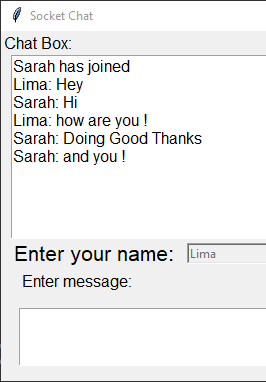 Socket Chat
Chat Box:
Sarah has joined
Lima: Hey
Sarah: Hi
Lima: how are you !
Sarah: Doing Good Thanks
Sarah: and you !
Enter your name: Lima
Enter message: